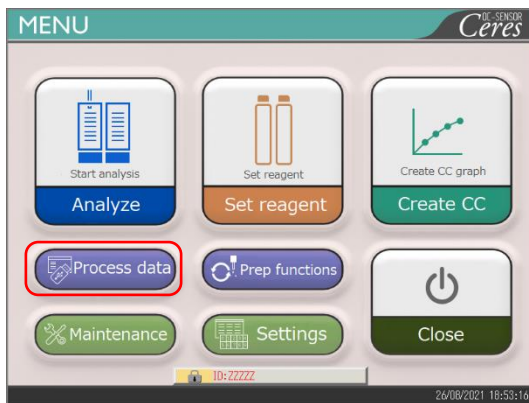 MENU
OC-SENSOR
Ceres
Start analysis
Analyze
Set reagent
Set reagent
Create CC graph
Create CC
Process data
Prep functions
Maintenance
Settings
Close
ID:ZZZZZ
26/08/2021 18:53:16